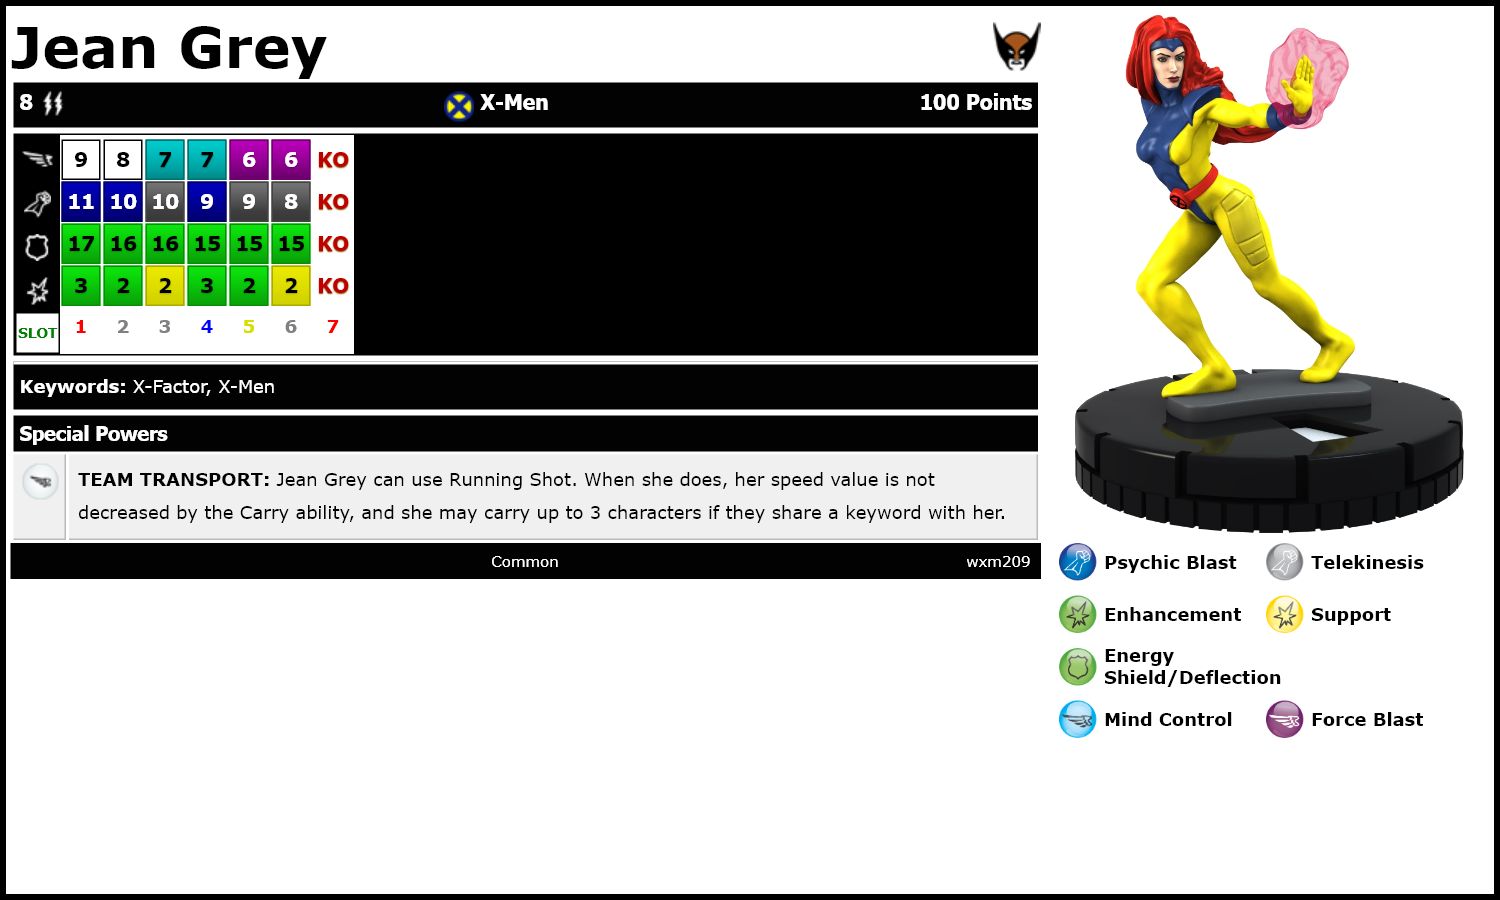 Jean Grey
8 X-Men 100 Points
9 8 7 7 6 6 KO
11 10 10 9 9 8 KO
17 16 16 15 15 15 KO
3 2 2 3 2 2 KO
SLOT 1 2 3 4 5 6 7
Keywords: X-Factor, X-Men
Special Powers
TEAM TRANSPORT: Jean Grey can use Running Shot. When she does, her speed value is not
decreased by the Carry ability, and she may carry up to 3 characters if they share a keyword with her.
Common wxm209
Psychic Blast Telekinesis
Enhancement Support
Energy
Shield/Deflection
Mind Control Force Blast